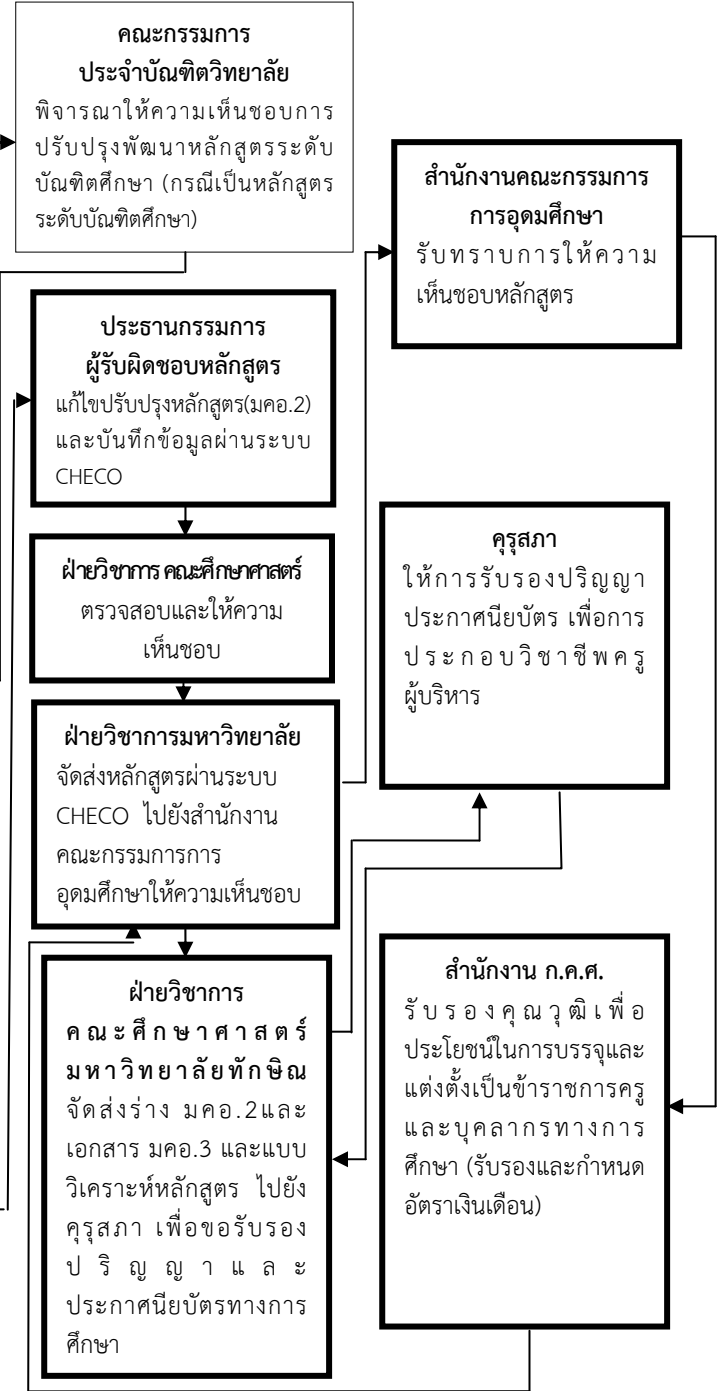 คณะกรรมการ
ประจำบัณฑิตวิทยาลัย
พิจารณาให้ความเห็นชอบการ
ปรับปรุงพัฒนาหลักสูตรระดับ
บัณฑิตศึกษา (กรณีเป็นหลักสูตร
ระดับบัณฑิตศึกษา)
ประธานกรรมการ
ผู้รับผิดชอบหลักสูตร
แก้ไขปรับปรุงหลักสูตร(มคอ.2)
และบันทึกข้อมูลผ่านระบบ
CHECO
ฝ่ายวิชาการ คณะศึกษาศาสตร์
ตรวจสอบและให้ความ
เห็นชอบ
ฝ่ายวิชาการมหาวิทยาลัย
จัดส่งหลักสูตรผ่านระบบ
CHECO ไปยังสำนักงาน
คณะกรรมการการ
อุดมศึกษาให้ความเห็นชอบ
ฝ่ายวิชาการ
คณะศึกษาศาสตร์
มหาวิทยาลัยทักษิณ
จัดส่งร่าง มคอ.2และ
เอกสาร มคอ.3 และแบบ
วิเคราะห์หลักสูตร ไปยัง
คุรุสภา เพื่อขอรับรอง
ปริญญาและ
ประกาศนียบัตรทางการ
ศึกษา
สำนักงานคณะกรรมการ
การอุดมศึกษา
รับทราบการให้ความ
เห็นชอบหลักสูตร
คุรุสภา
ให้การรับรองปริญญา
ประกาศนียบัตร เพื่อการ
ประกอบวิชาชีพครู
ผู้บริหาร
สำนักงาน ก.ค.ศ.
รับรองคุณวุฒิเพื่อ
ประโยชน์ในการบรรจุและ
แต่งตั้งเป็นข้าราชการครู
และบุคลากรทางการ
ศึกษา (รับรองและกำหนด
อัตราเงินเดือน)